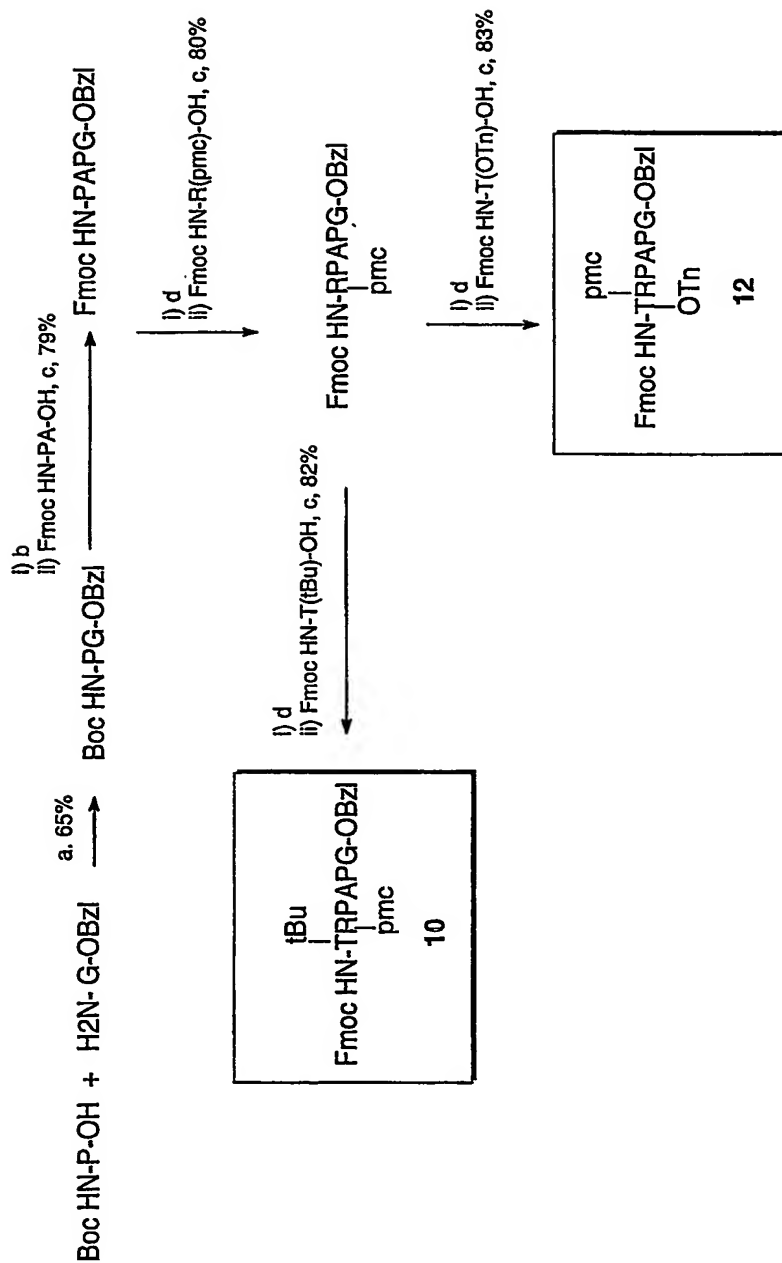 Boc HN-P-OH + H2N- G-OBzl
a. 65%
Boc HN-PG-OBzl
i) b
ii) Fmoc HN-PA-OH, c, 79%
Fmoc HN-PAPG-OBzl
i) d
ii) Fmoc HN-R(pmc)-OH, c, 80%
Fmoc HN-RPAPG-OBzl
pmc
i) d
ii) Fmoc HN-T(tBu)-OH, c, 82%
tBu
Fmoc HN-TRPAPG-OBzl
pmc
10
i) d
ii) Fmoc HN-T(OTn)-OH, c, 83%
pmc
Fmoc HN-TRPAPG-OBzl
OTn
12